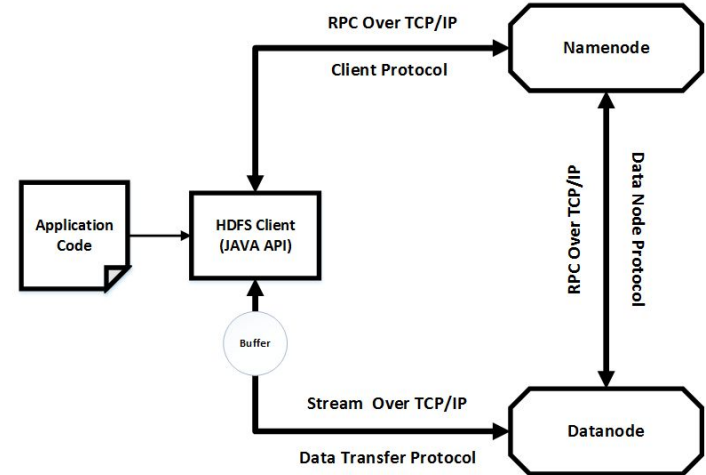 RPC Over TCP/IP
Client Protocol
Namenode
Application
Code
HDFS Client
(JAVA API)
RPC Over TCP/IP
Data Node Protocol
Buffer
Stream Over TCP/IP
Data Transfer Protocol
Datanode